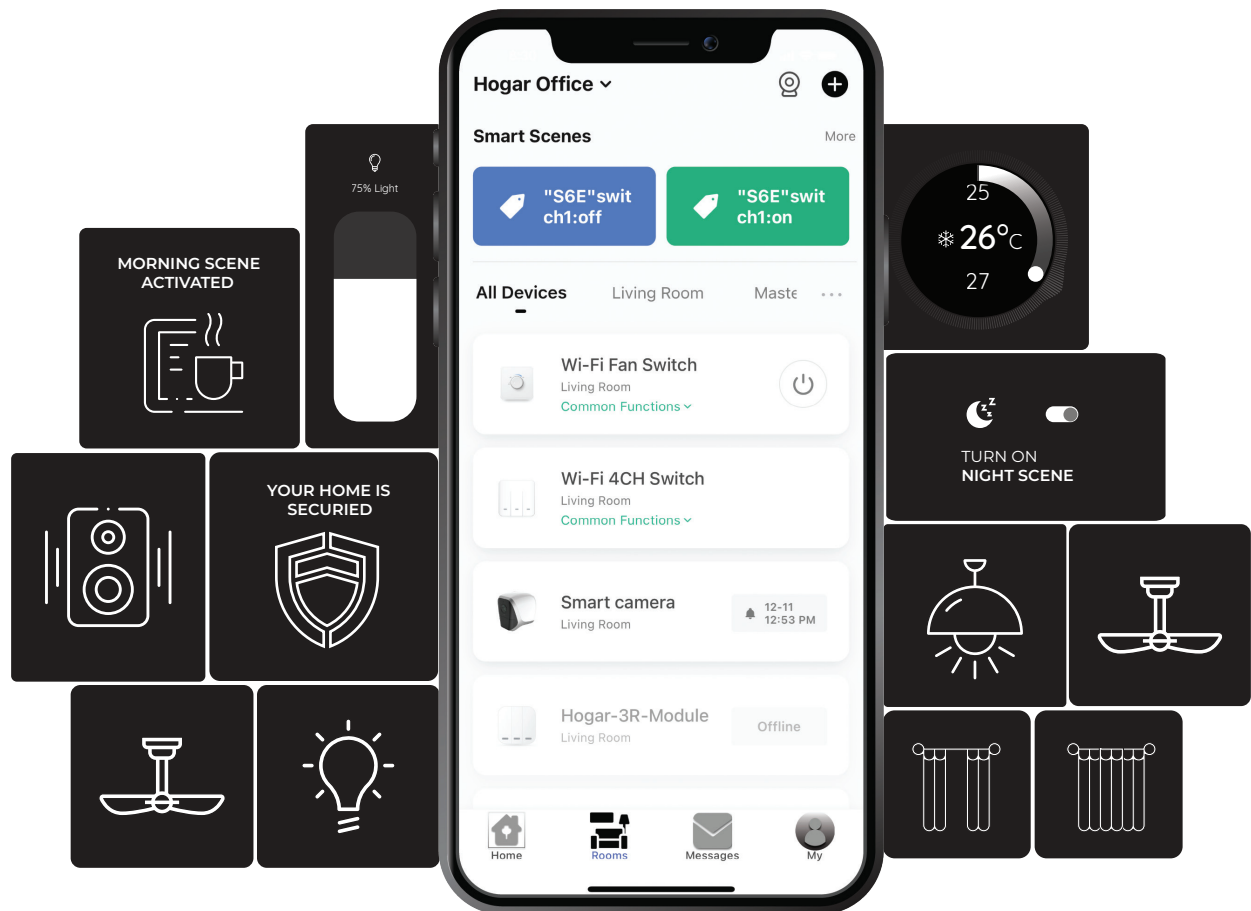 Hogar Office
Smart Scenes
More
"S6E"swit
ch1:off
"S6E"swit
ch1:on
All Devices
Living Room
Maste
Wi-Fi Fan Switch
Living Room
Common Functions
Wi-Fi 4CH Switch
Living Room
Common Functions
Smart camera
Living Room
12-11
12:53 PM
Hogar-3R-Module
Living Room
Offline
Home
Rooms
Messages
My
75% Light
MORNING SCENE
ACTIVATED
YOUR HOME IS
SECURIED
25
26°C
27
z z z
TURN ON
NIGHT SCENE